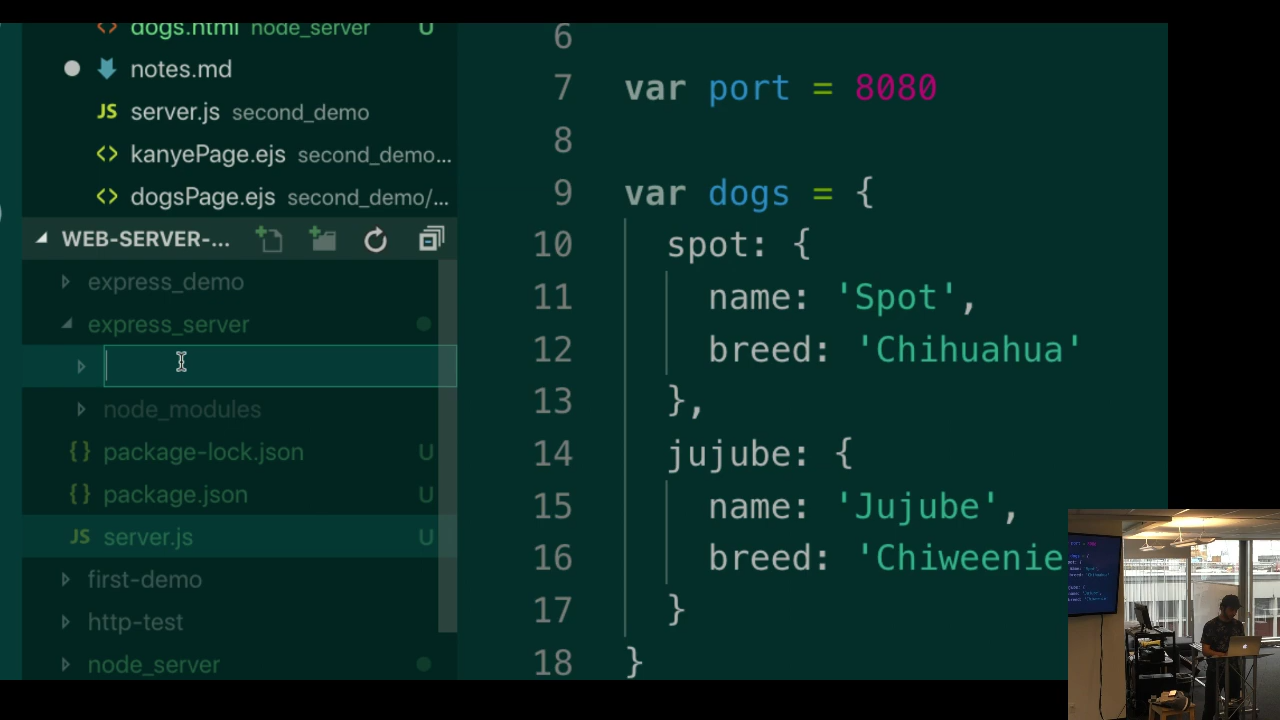 dogs.html node_server U
notes.md
JS server.js second_demo
<> kanyePage.ejs second_demo...
<> dogsPage.ejs second_demo/...
WEB-SERVER-...
express_demo
express_server
node_modules
{} package-lock.json U
{} package.json U
JS server.js U
first-demo
http-test
node_server
6
7 var port = 8080
8
9 var dogs = {
10 spot: {
11 name: 'Spot',
12 breed: 'Chihuahua'
13 },
14 jujube: {
15 name: 'Jujube',
16 breed: 'Chiweenie
17 }
18 }